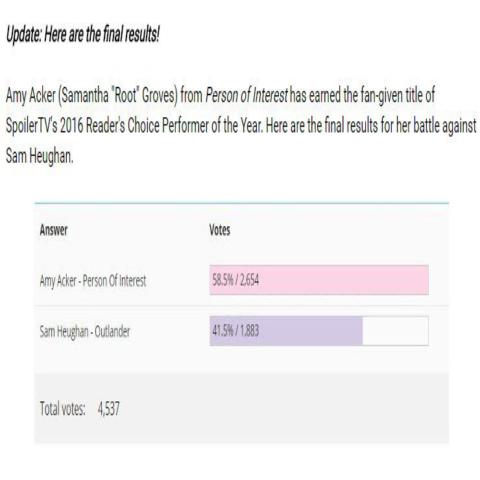 Update: Here are the final results!
Amy Acker (Samantha "Root" Groves) from Person of Interest has earned the fan-given title of
SpoilerTV's 2016 Reader's Choice Performer of the Year. Here are the final results for her battle against
Sam Heughan.
Answer Votes
Amy Acker - Person Of Interest 58.5% / 2,654
Sam Heughan - Outlander 41.5% / 1,883
Total votes: 4,537